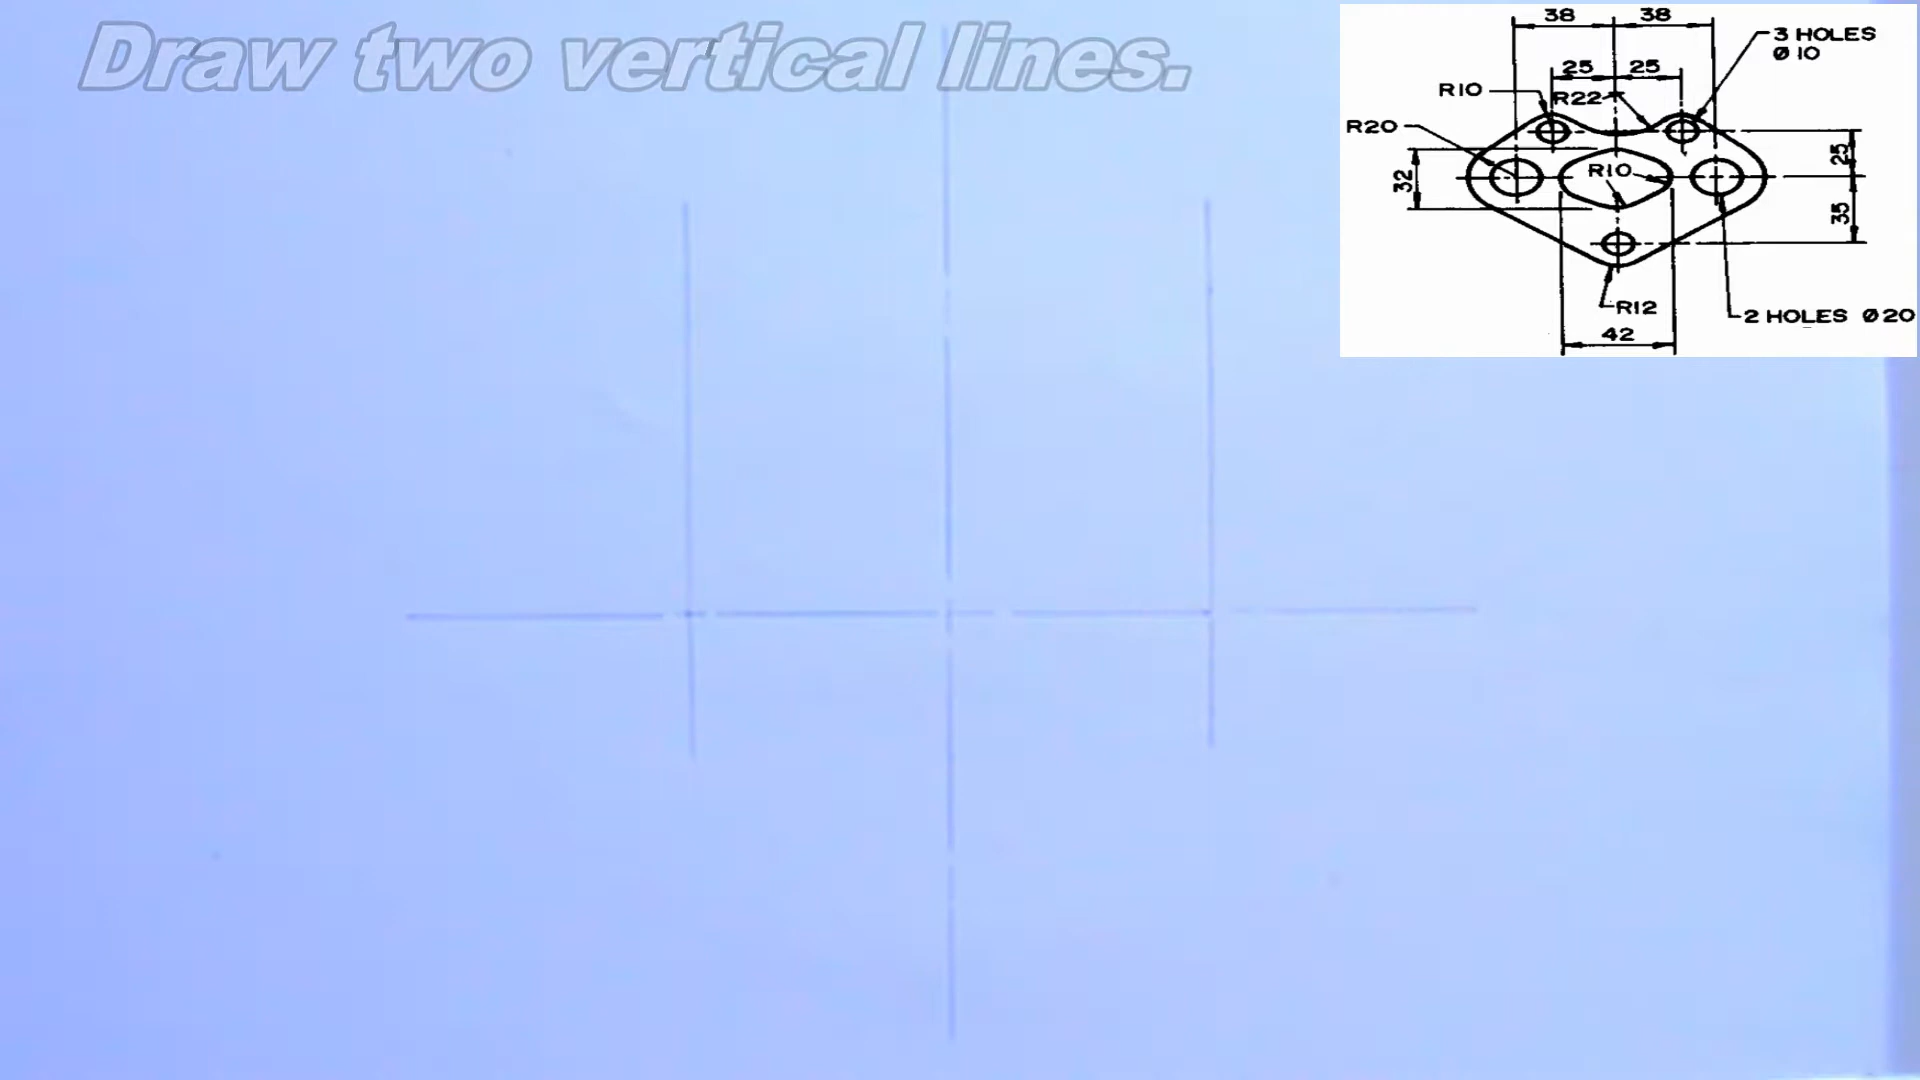 Draw two vertical lines.
38 38
3 HOLES
Ø 10
25 25
R10
R22
R20
25
32
R10
35
R12
2 HOLES Ø 20
42